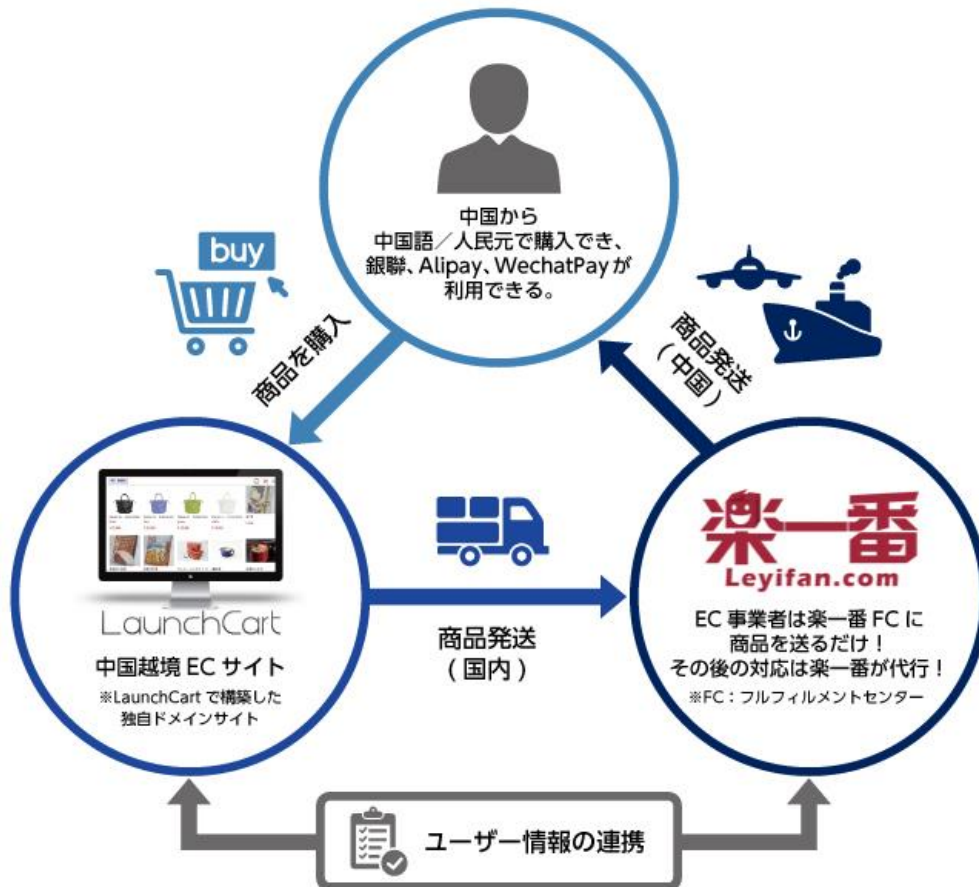 中国から
中国語／人民元で購入でき、
銀聯、Alipay、WechatPayが
利用できる。
buy
商品を購入
商品発送
（中国）
LaunchCart
中国越境 EC サイト
※LaunchCart で構築した
独自ドメインサイト
商品発送
（国内）
楽一番
Leyifan.com
EC 事業者は楽一番 FC に
商品を送るだけ！
その後の対応は楽一番が代行！
※FC：フルフィルメントセンター
ユーザー情報の連携